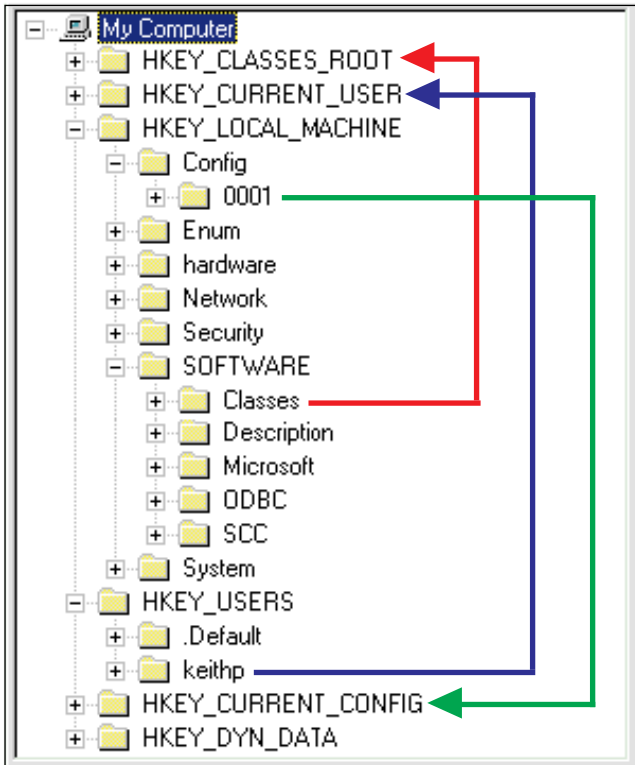 My Computer
HKEY_CLASSES_ROOT
HKEY_CURRENT_USER
HKEY_LOCAL_MACHINE
Config
0001
Enum
hardware
Network
Security
SOFTWARE
Classes
Description
Microsoft
ODBC
SCC
System
HKEY_USERS
.Default
keithp
HKEY_CURRENT_CONFIG
HKEY_DYN_DATA